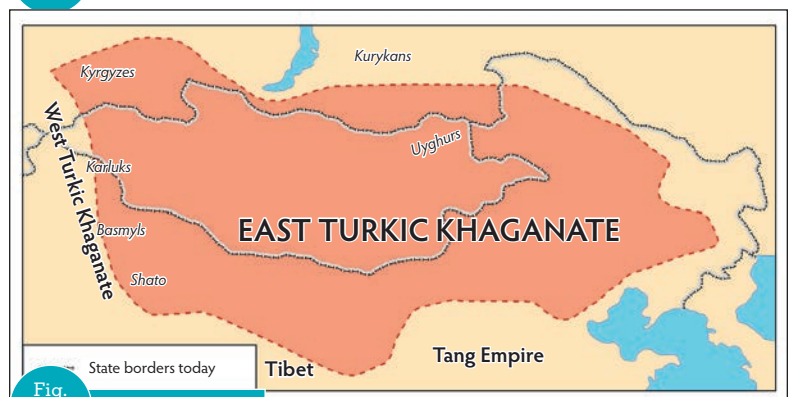 Kurykans
Kyrgyzes
West Turkic Khaganate
Uyghurs
Karluks
Basmyls
EAST TURKIC KHAGANATE
Shato
Tang Empire
State borders today
Tibet
Fig.